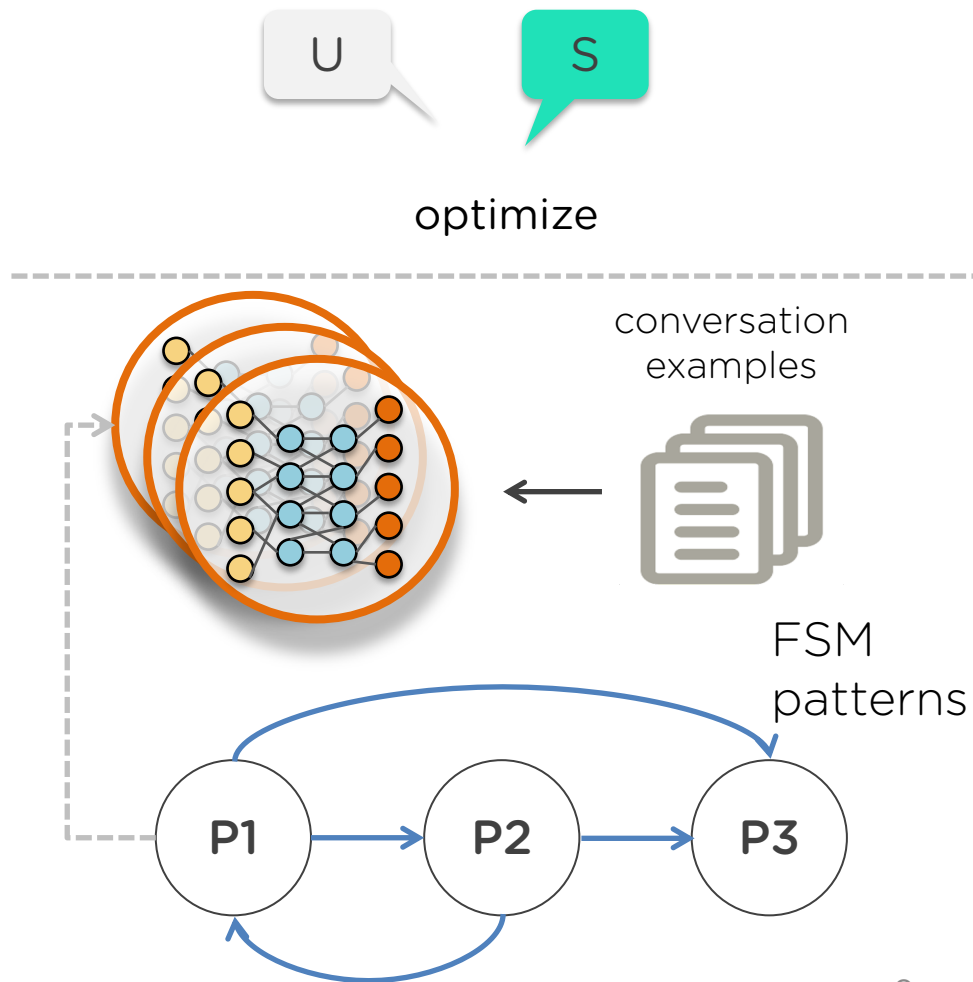 U
S
optimize
conversation
examples
FSM
patterns
P1
P2
P3